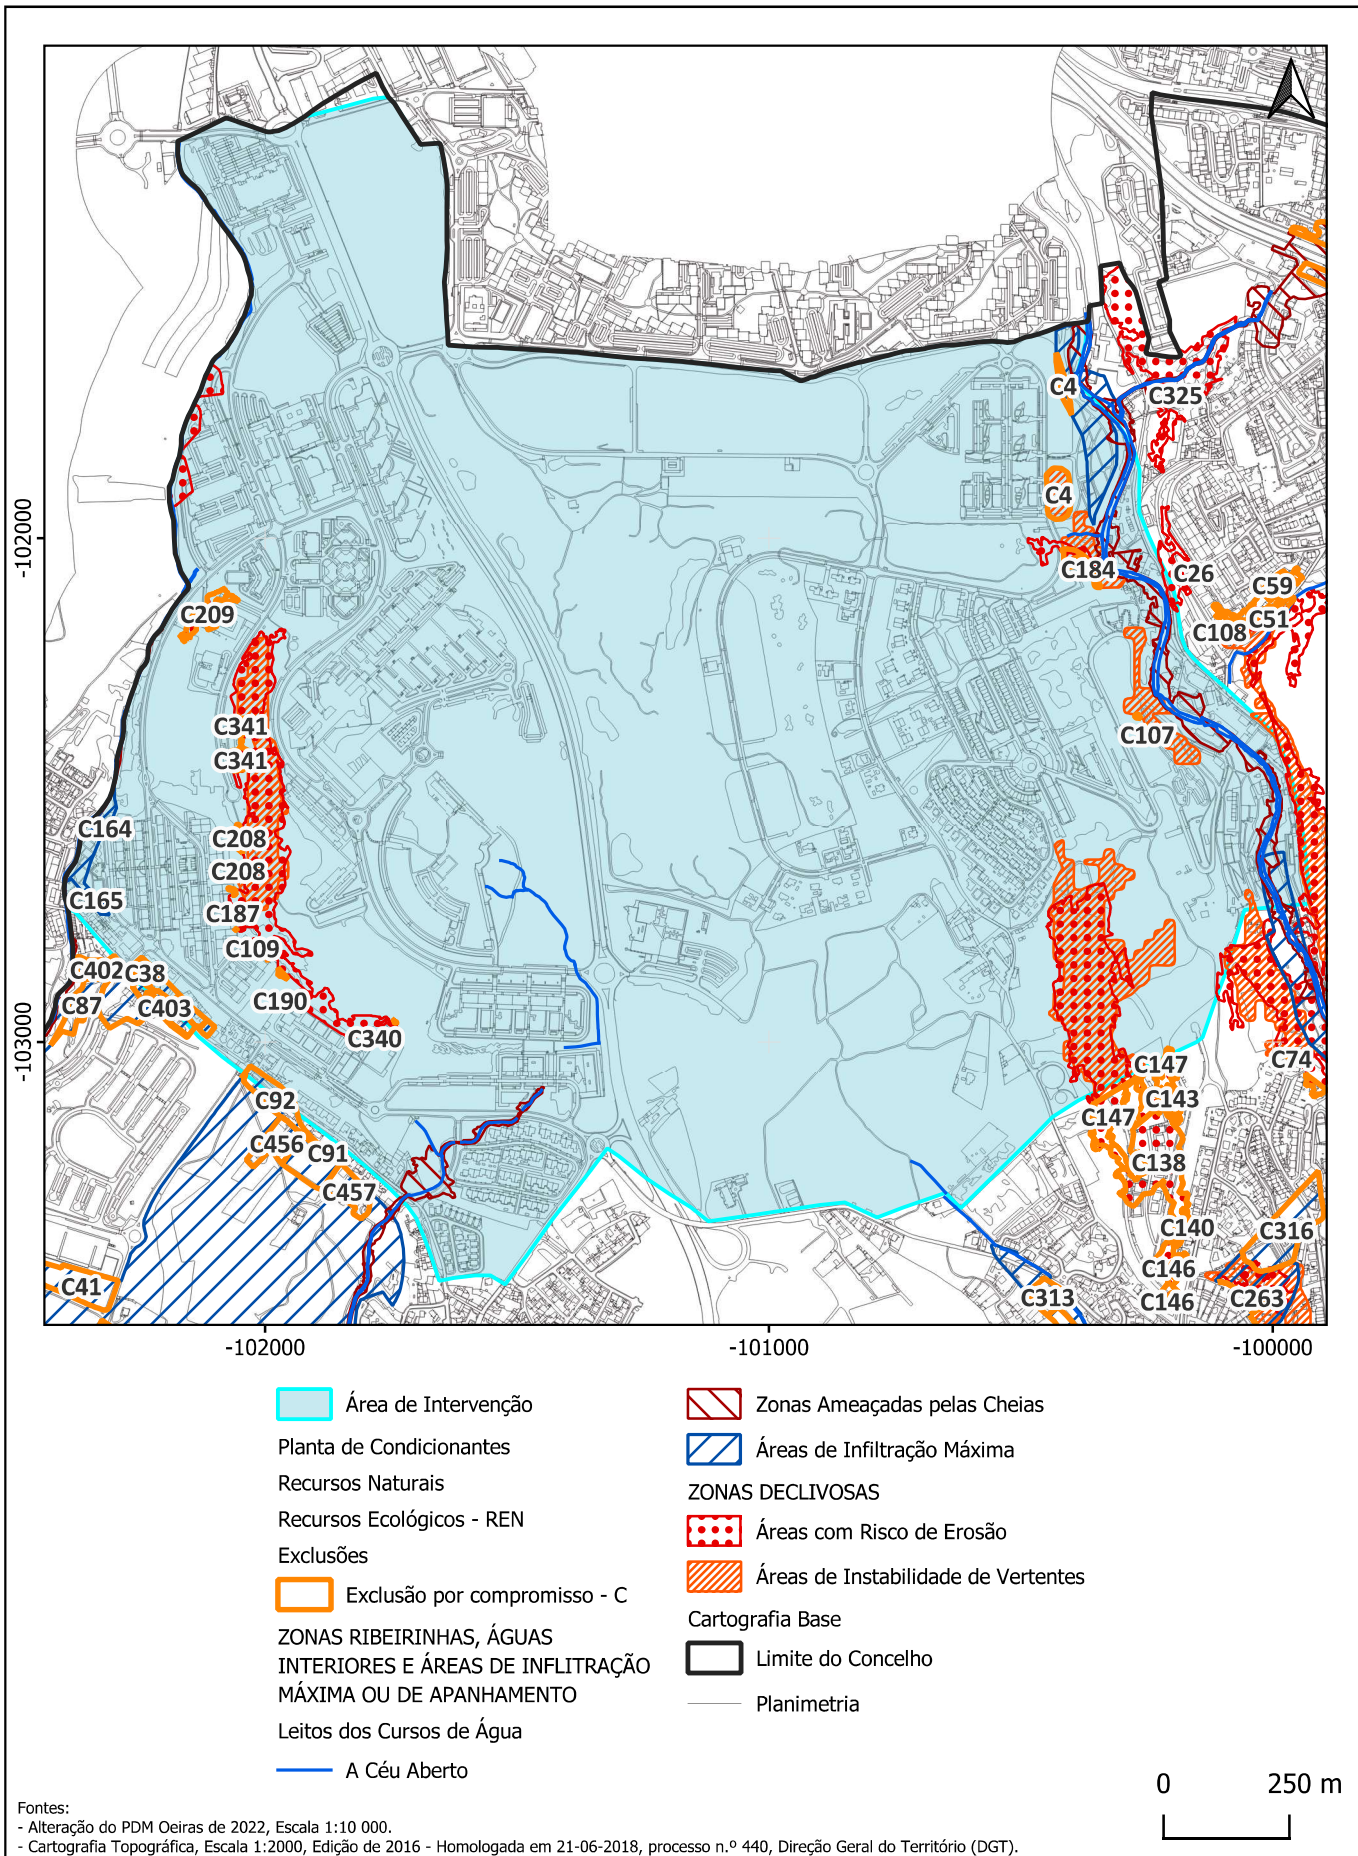 C4
C325
C4
-102000
C184
C26
C59
C209
C108
C51
C341
C107
C341
C164
C208
C208
C165
C187
C109
C402
C38
C190
C87
C403
C340
-103000
C74
C147
C92
C143
C147
C456
C91
C138
C457
C140
C316
C146
C41
C313
C146
C263
-102000
-101000
-100000
Área de Intervenção
Planta de Condicionantes
Recursos Naturais
Recursos Ecológicos - REN
Exclusões
Exclusão por compromisso - C
ZONAS RIBEIRINHAS, ÁGUAS
INTERIORES E ÁREAS DE INFLITRAÇÃO
MÁXIMA OU DE APANHAMENTO
Leitos dos Cursos de Água
A Céu Aberto
Zonas Ameaçadas pelas Cheias
Áreas de Infiltração Máxima
ZONAS DECLIVOSAS
Áreas com Risco de Erosão
Áreas de Instabilidade de Vertentes
Cartografia Base
Limite do Concelho
Planimetria
0 250 m
Fontes:
- Alteração do PDM Oeiras de 2022, Escala 1:10 000.
- Cartografia Topográfica, Escala 1:2000, Edição de 2016 - Homologada em 21-06-2018, processo n.º 440, Direção Geral do Território (DGT).